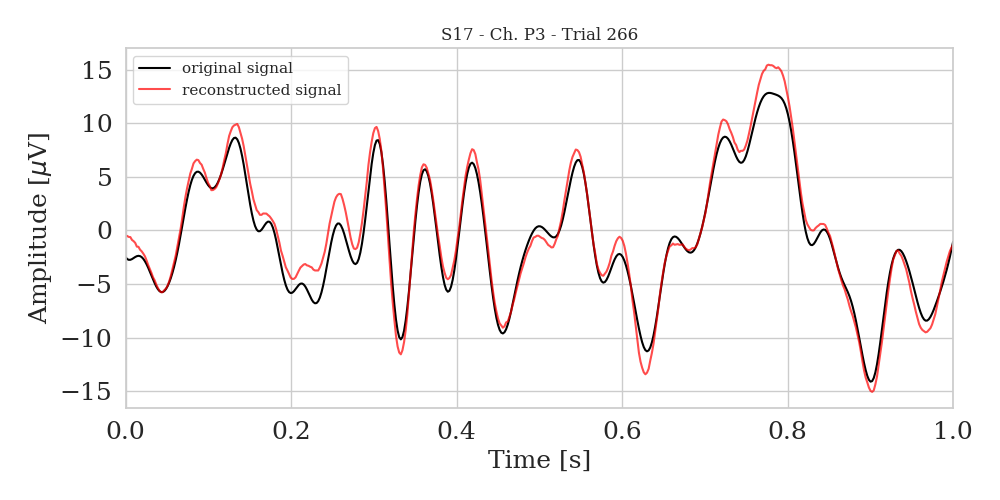 S17 - Ch. P3 - Trial 266
original signal
reconstructed signal
Amplitude [μV]
15
10
5
0
−5
−10
−15
0.0 0.2 0.4 0.6 0.8 1.0
Time [s]